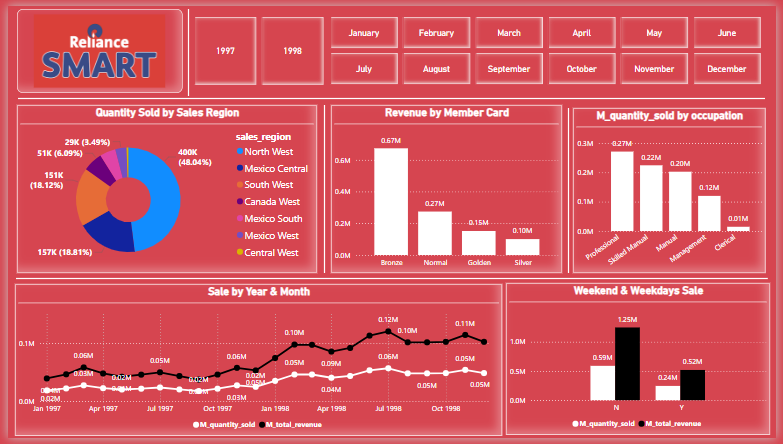 Reliance
SMART
1997
1998
January
February
March
April
May
June
July
August
September
October
November
December
Quantity Sold by Sales Region
29K (3.49%)
51K (6.09%)
151K
(18.12%)
157K (18.81%)
400K
(48.04%)
sales_region
North West
Mexico Central
South West
Canada West
Mexico South
Mexico West
Central West
Revenue by Member Card
0.6M
0.4M
0.2M
0.0M
0.67M
0.27M
0.15M
0.10M
Bronze
Normal
Golden
Silver
M_quantity_sold by occupation
0.3M
0.2M
0.1M
0.0M
0.27M
0.22M
0.20M
0.12M
0.01M
Professional
Skilled Manual
Manual
Management
Clerical
Sale by Year & Month
0.1M
0.0M
0.06M
0.05M
0.06M
0.10M
0.09M
0.12M
0.10M
0.11M
0.02M
0.03M
0.02M
0.02M
0.03M
0.05M
0.05M
0.04M
0.06M
0.05M
0.05M
0.05M
Jan 1997
Apr 1997
Jul 1997
Oct 1997
Jan 1998
Apr 1998
Jul 1998
Oct 1998
M_quantity_sold
M_total_revenue
Weekend & Weekdays Sale
1.0M
0.5M
0.0M
0.59M
1.25M
0.24M
0.52M
N
Y
M_quantity_sold
M_total_revenue